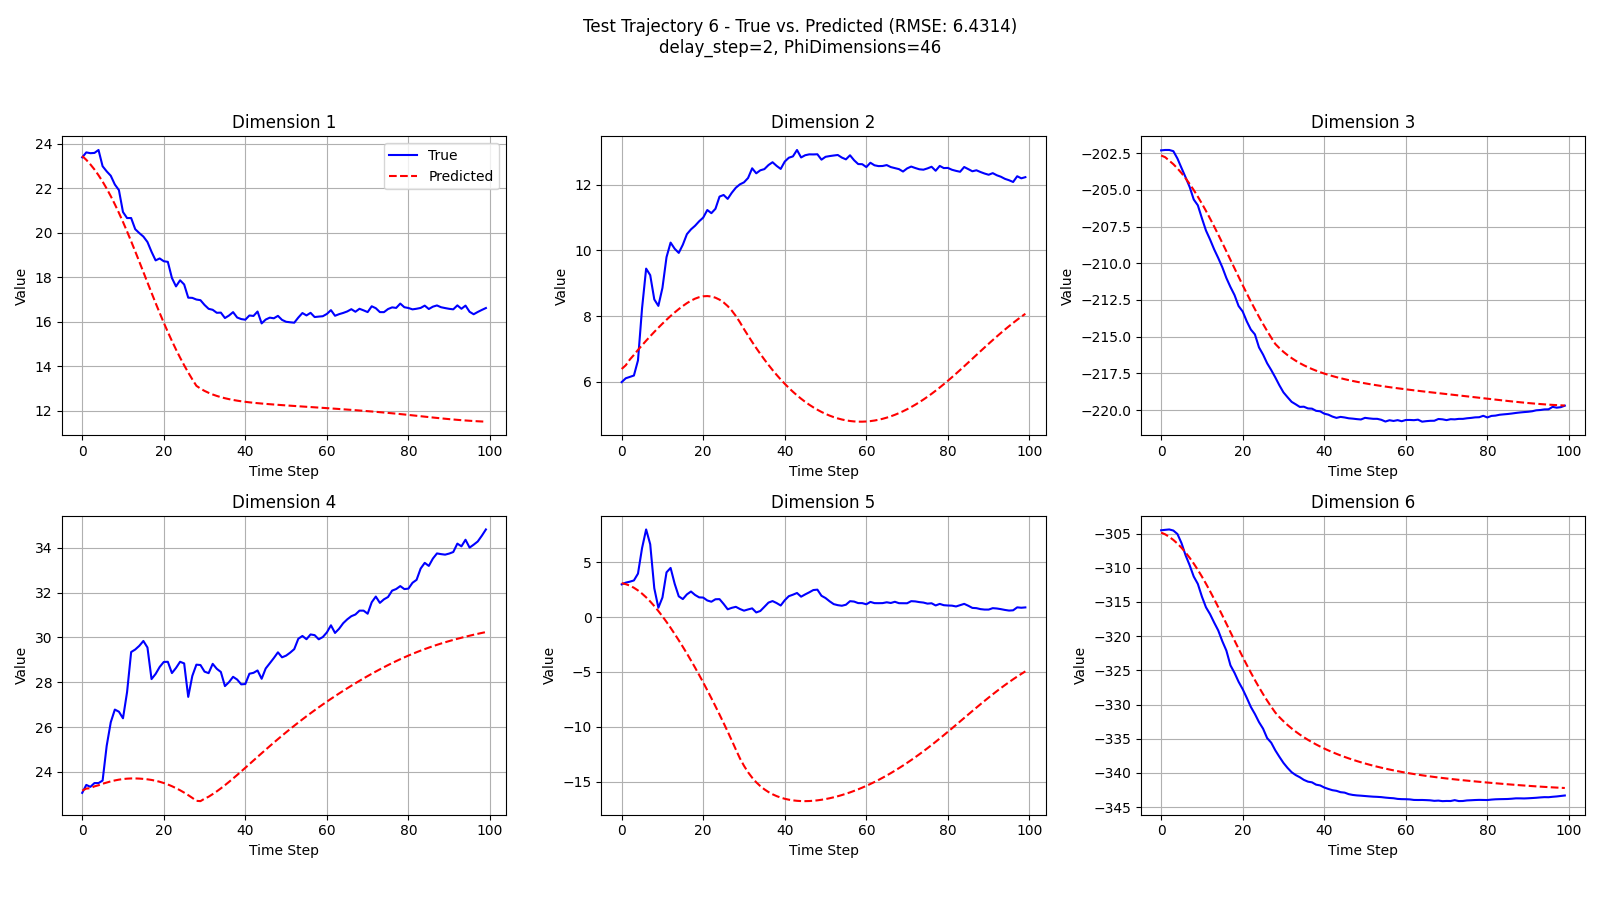 Test Trajectory 6 - True vs. Predicted (RMSE: 6.4314)
delay_step=2, PhiDimensions=46
Dimension 1
24
22
20
18
16
14
12
Value
0 20 40 60 80 100
Time Step
True
Predicted
Dimension 2
12
10
8
6
Value
0 20 40 60 80 100
Time Step
Dimension 3
−202.5
−205.0
−207.5
−210.0
−212.5
−215.0
−217.5
−220.0
Value
0 20 40 60 80 100
Time Step
Dimension 4
34
32
30
28
26
24
Value
0 20 40 60 80 100
Time Step
Dimension 5
5
0
−5
−10
−15
Value
0 20 40 60 80 100
Time Step
Dimension 6
−305
−310
−315
−320
−325
−330
−335
−340
−345
Value
0 20 40 60 80 100
Time Step